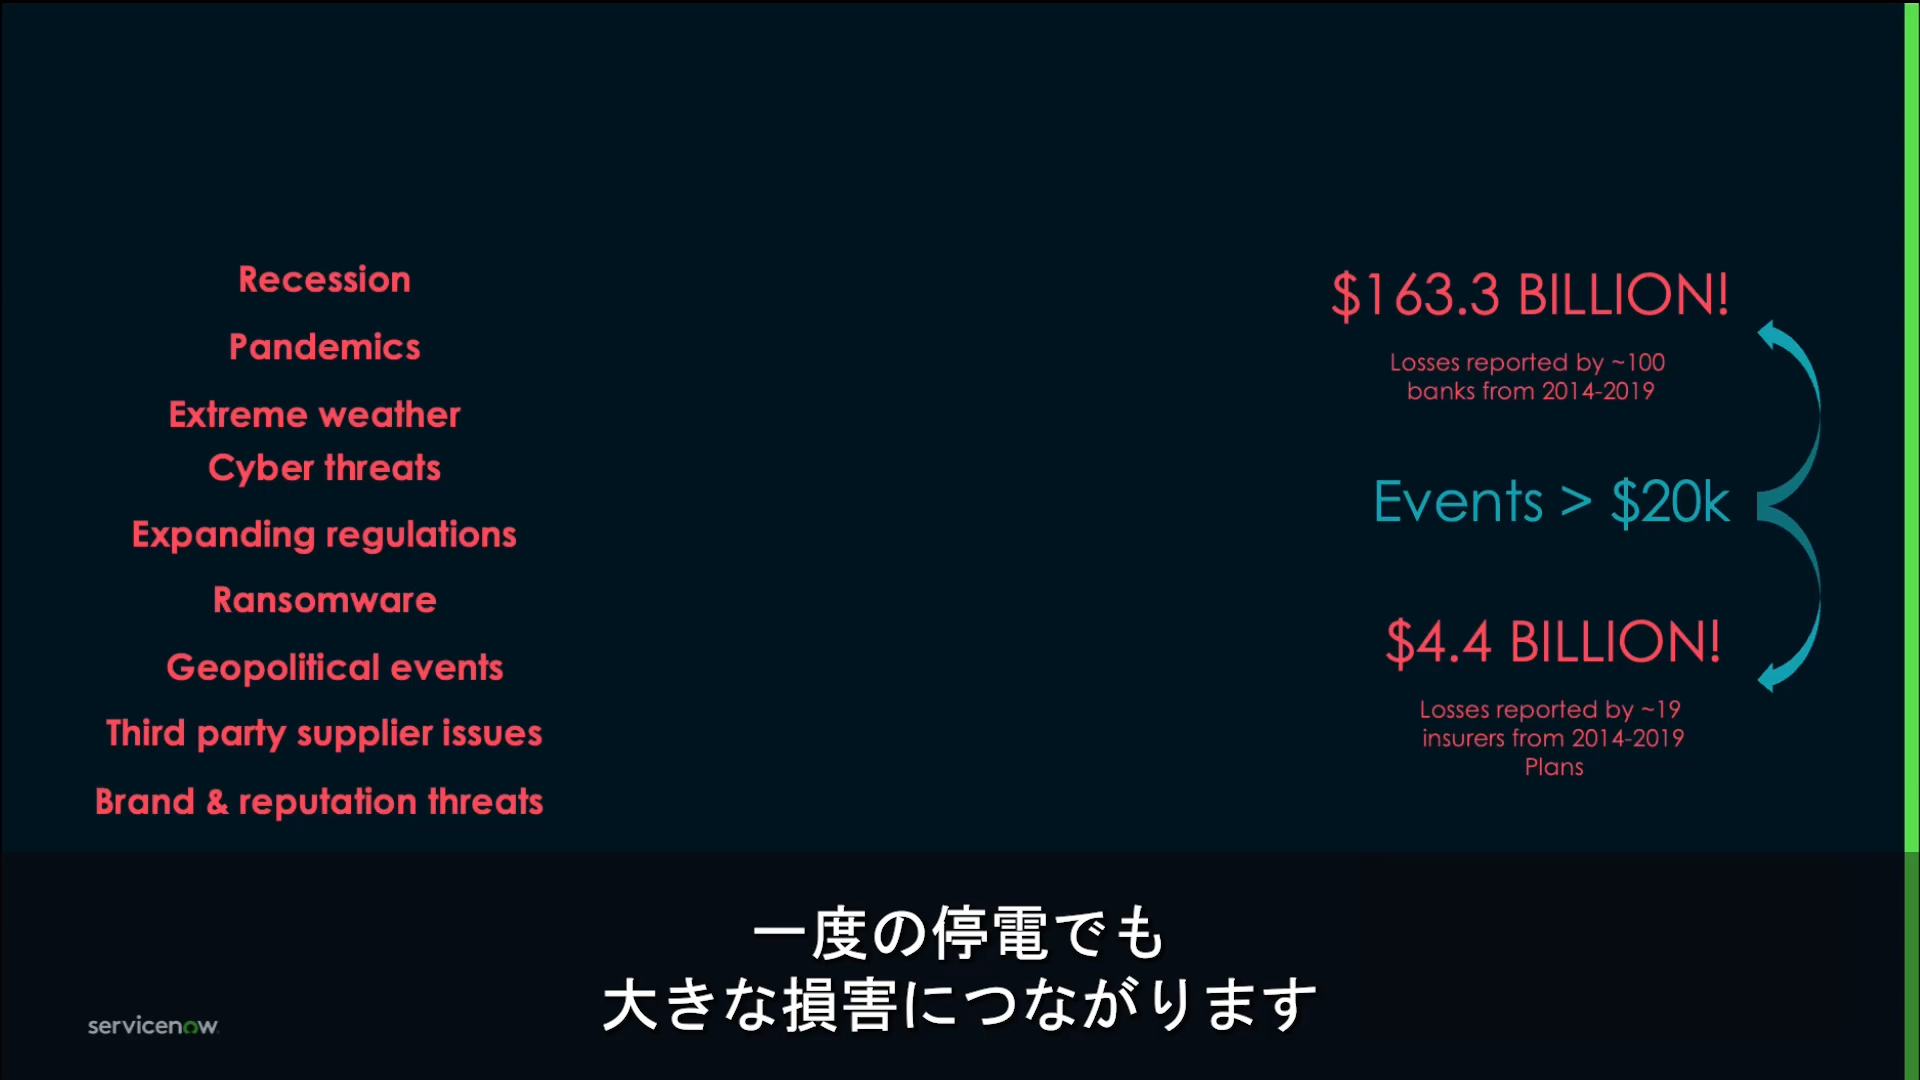 Recession
Pandemics
Extreme weather
Cyber threats
Expanding regulations
Ransomware
Geopolitical events
Third party supplier issues
Brand & reputation threats
$163.3 BILLION!
Losses reported by ~100
banks from 2014-2019
Events > $20k
$4.4 BILLION!
Losses reported by ~19
insurers from 2014-2019
Plans
一度の停電でも
大きな損害につながります
servicenow